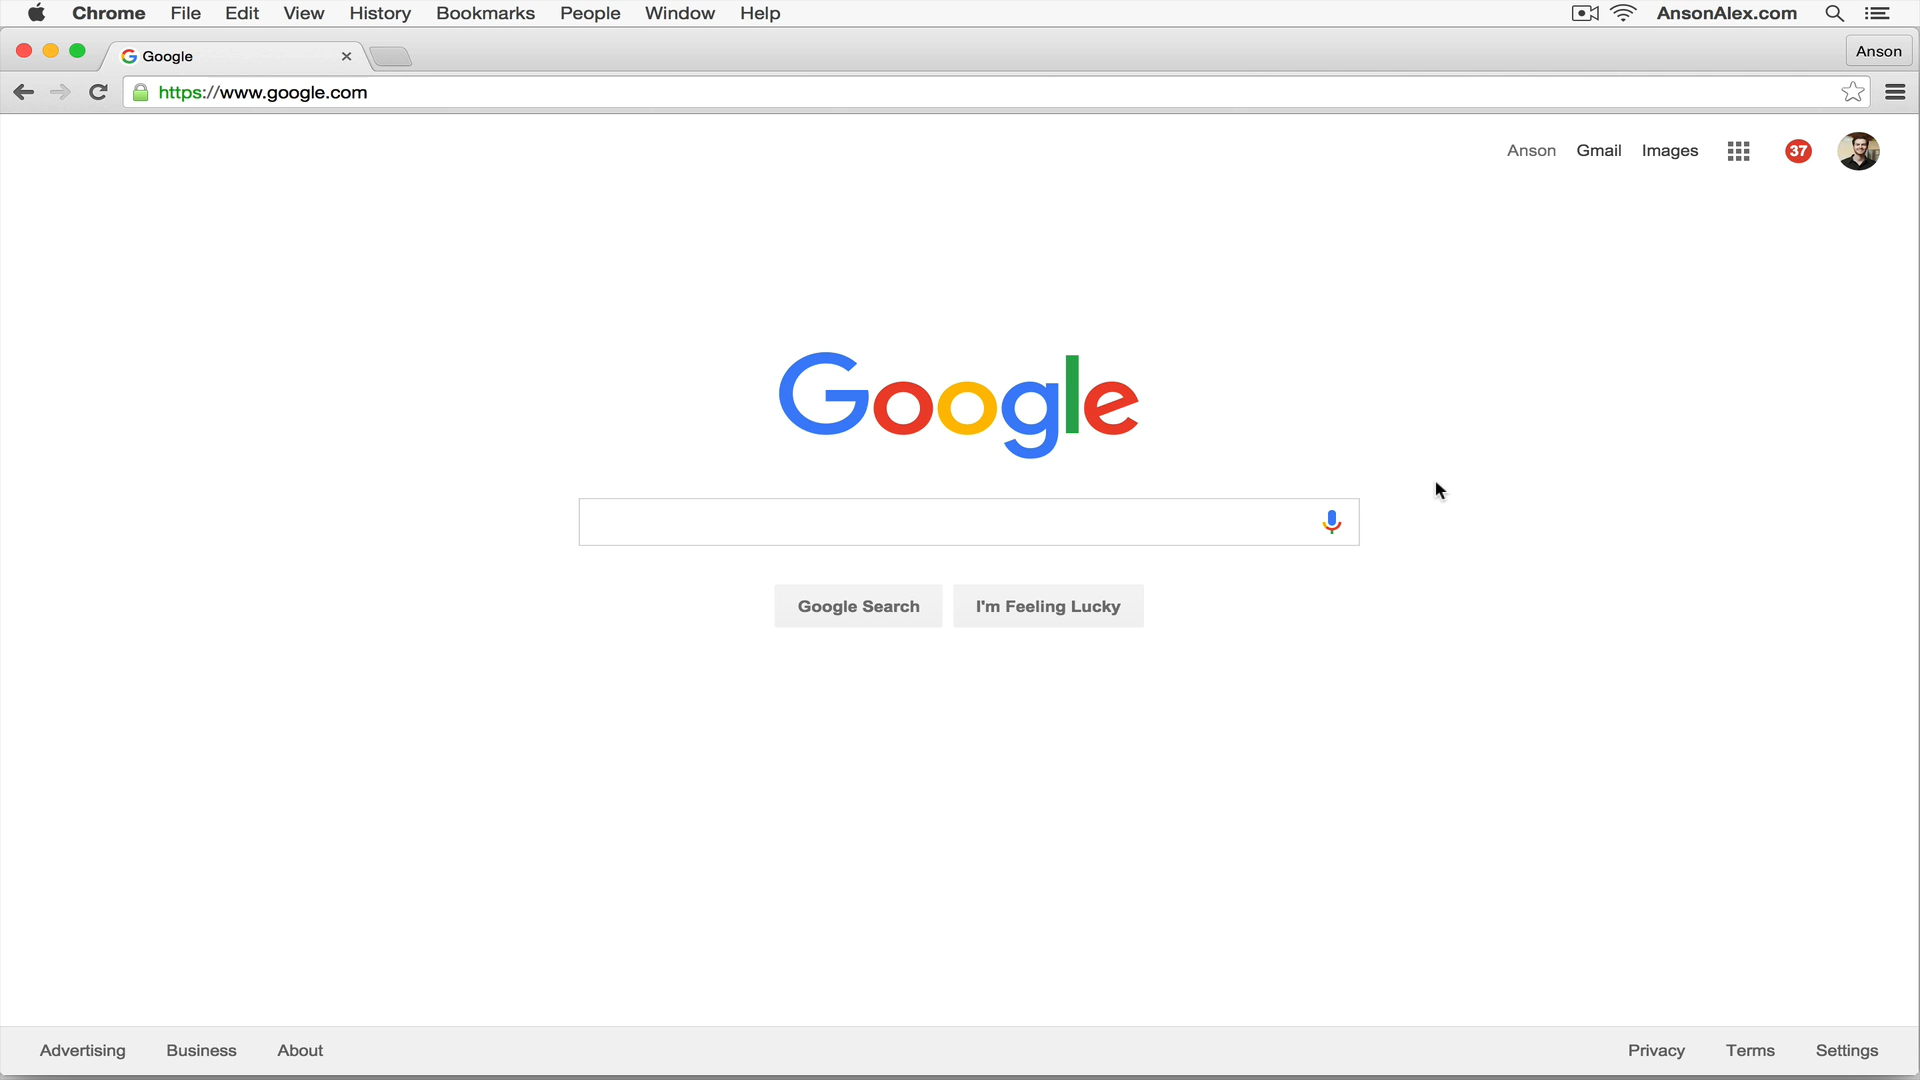 Chrome File Edit View History Bookmarks People Window Help AnsonAlex.com
Google Anson
https://www.google.com
Anson Gmail Images 37
Google
Google Search I'm Feeling Lucky
Advertising Business About Privacy Terms Settings